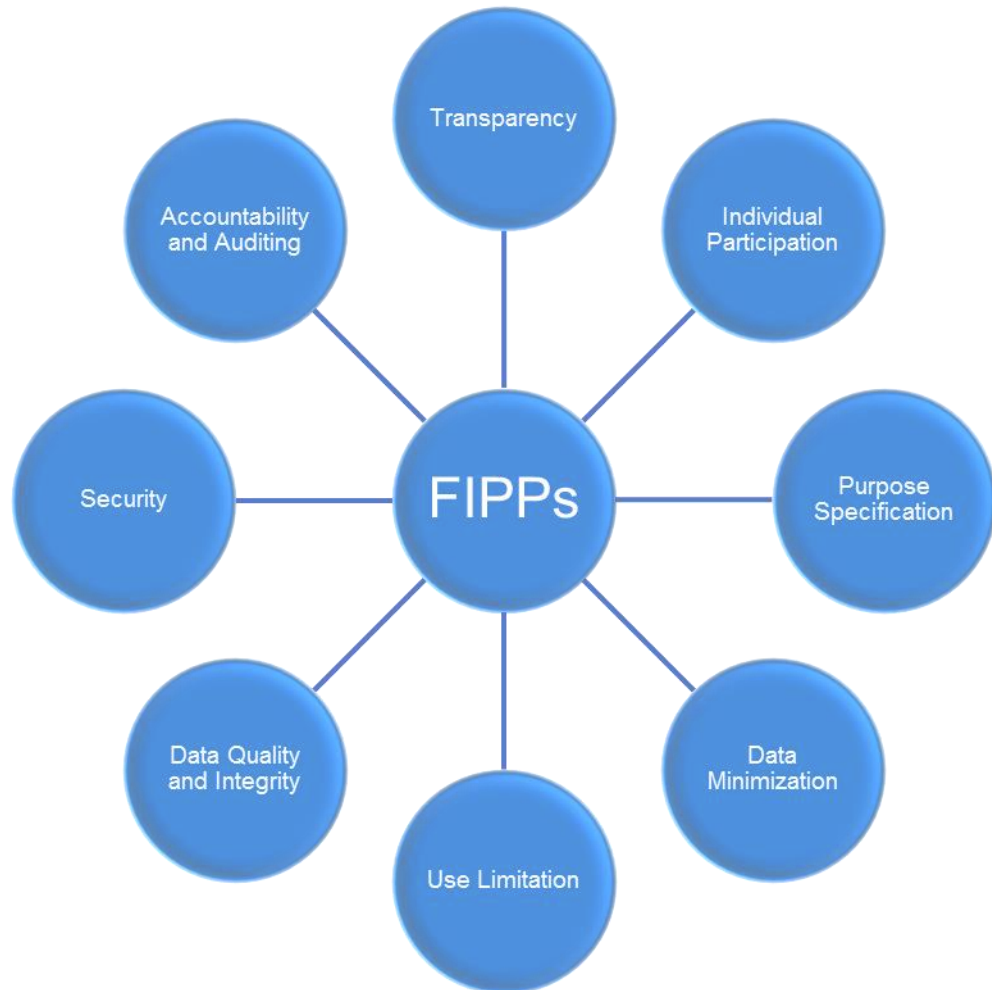 Transparency
Individual
Participation
Purpose
Specification
Data
Minimization
Use Limitation
Data Quality
and Integrity
Security
Accountability
and Auditing
FIPPs